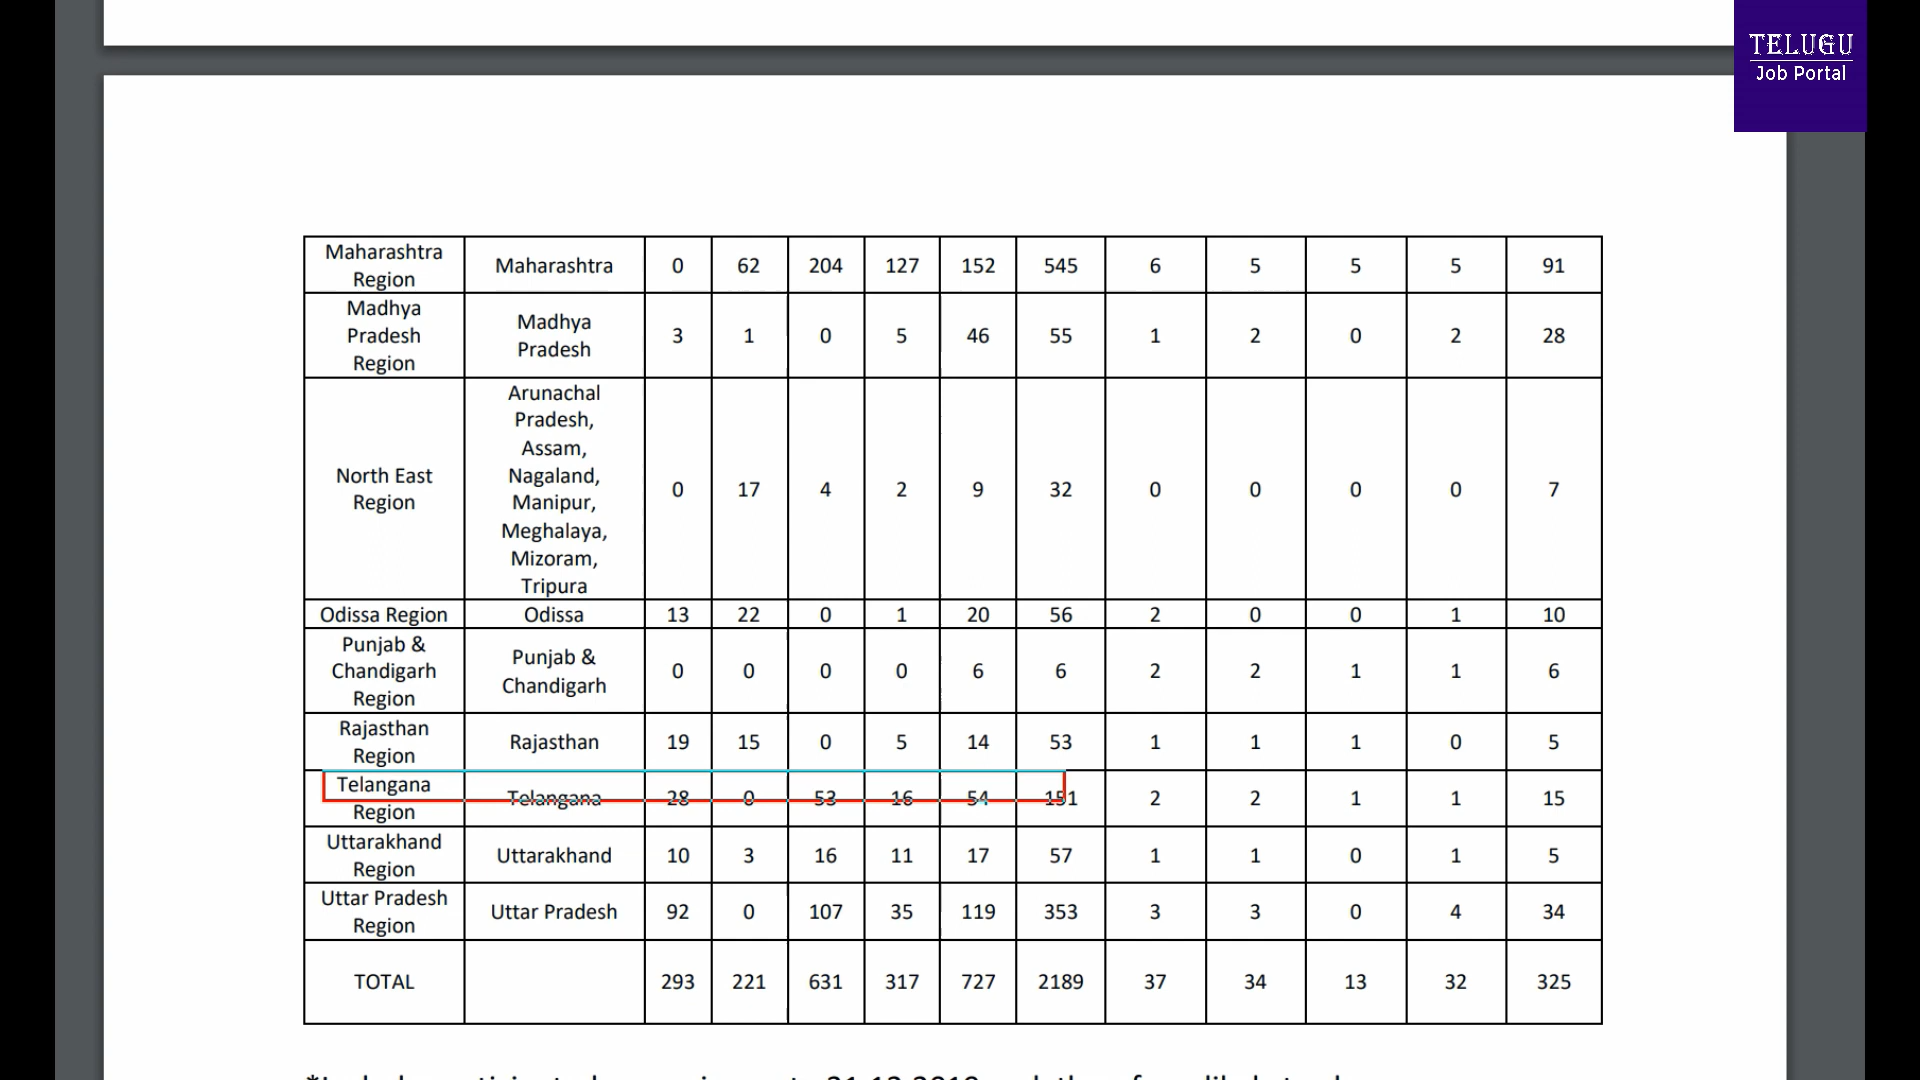 TELUGU
Job Portal
Maharashtra Region Maharashtra 0 62 204 127 152 545 6 5 5 5 91
Madhya Pradesh Region Madhya Pradesh 3 1 0 5 46 55 1 2 0 2 28
North East Region Arunachal Pradesh, Assam, Nagaland, Manipur, Meghalaya, Mizoram, Tripura 0 17 4 2 9 32 0 0 0 0 7
Odissa Region Odissa 13 22 0 1 20 56 2 0 0 1 10
Punjab & Chandigarh Region Punjab & Chandigarh 0 0 0 0 6 6 2 2 1 1 6
Rajasthan Region Rajasthan 19 15 0 5 14 53 1 1 1 0 5
Telangana Region Telangana 28 0 53 16 54 151 2 2 1 1 15
Uttarakhand Region Uttarakhand 10 3 16 11 17 57 1 1 0 1 5
Uttar Pradesh Region Uttar Pradesh 92 0 107 35 119 353 3 3 0 4 34
TOTAL 293 221 631 317 727 2189 37 34 13 32 325